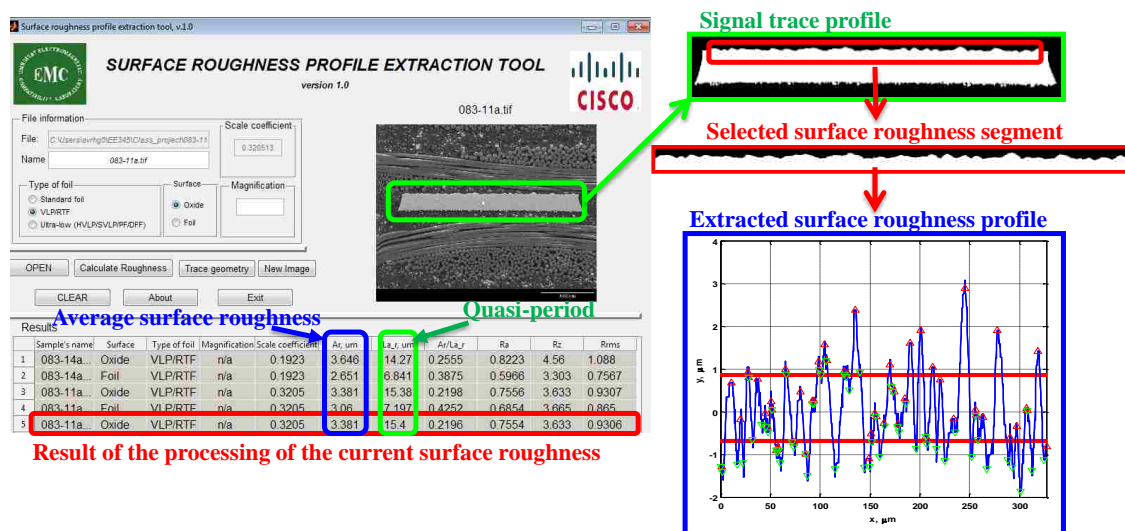 Surface roughness profile extraction tool, v.1.0
EMC
SURFACE ROUGHNESS PROFILE EXTRACTION TOOL
version 1.0
CISCO
083-11a.tif
File information
File:
Name
083-11a.tif
Scale coefficient
0.320513
Type of foil
Standard foil
VLP/RTF
Ultra-low (HVLP/SVLP/PF/DFF)
Surface
Oxide
Foil
Magnification
OPEN
Calculate Roughness
Trace geometry
New Image
CLEAR
About
Exit
Average surface roughness
Quasi-period
Results
Sample's name Surface Type of foil Magnification Scale coefficient Ar, um La_r, um Ar/La_r Ra Rz Rrms
1 083-14a... Oxide VLP/RTF n/a 0.1923 3.646 14.27 0.2555 0.8223 4.56 1.088
2 083-14a... Foil VLP/RTF n/a 0.1923 2.651 6.841 0.3875 0.5966 3.303 0.7567
3 083-11a... Oxide VLP/RTF n/a 0.3205 3.381 15.38 0.2198 0.7556 3.633 0.9307
4 083-11a... Foil VLP/RTF n/a 0.3205 3.06 7.197 0.4252 0.6854 3.665 0.865
5 083-11a... Oxide VLP/RTF n/a 0.3205 3.381 15.4 0.2196 0.7554 3.633 0.9306
Result of the processing of the current surface roughness
Signal trace profile
Selected surface roughness segment
Extracted surface roughness profile
4
3
2
1
0
-1
-2
y, μm
0 50 100 150 200 250 300
x, μm